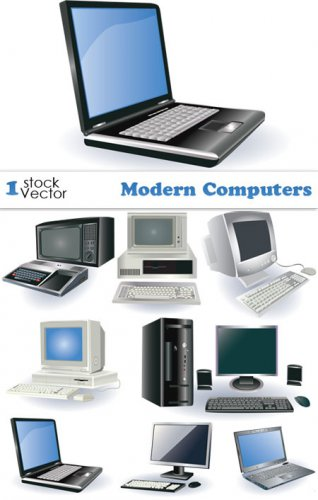 1 stock
Vector
Modern Computers